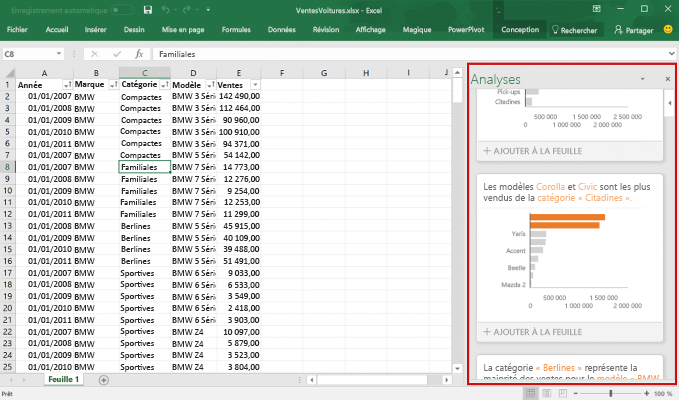 Enregistrement automatique
VentesVoitures.xlsx - Excel
Fichier Accueil Insérer Dessin Mise en page Formules Données Révision Affichage Magique PowerPivot Conception Rechercher Partager
C8 fx Familiales
A B C D E F G H I J
1 Année Marque Catégorie Modèle Ventes
2 01/01/2007 BMW Compactes BMW 3 Séri 142 490,00
3 01/01/2008 BMW Compactes BMW 3 Séri 112 464,00
4 01/01/2009 BMW Compactes BMW 3 Séri 90 960,00
5 01/01/2010 BMW Compactes BMW 3 Séri 100 910,00
6 01/01/2011 BMW Compactes BMW 3 Séri 94 371,00
7 01/01/2007 BMW Compactes BMW 5 Séri 54 142,00
8 01/01/2007 BMW Familiales BMW 7 Séri 14 773,00
9 01/01/2008 BMW Familiales BMW 7 Séri 12 276,00
10 01/01/2009 BMW Familiales BMW 7 Séri 9 254,00
11 01/01/2010 BMW Familiales BMW 7 Séri 12 253,00
12 01/01/2011 BMW Familiales BMW 7 Séri 11 299,00
13 01/01/2008 BMW Berlines BMW 5 Séri 45 915,00
14 01/01/2009 BMW Berlines BMW 5 Séri 40 109,00
15 01/01/2010 BMW Berlines BMW 5 Séri 39 488,00
16 01/01/2011 BMW Berlines BMW 5 Séri 51 491,00
17 01/01/2007 BMW Sportives BMW 6 Séri 9 033,00
18 01/01/2008 BMW Sportives BMW 6 Séri 6 533,00
19 01/01/2009 BMW Sportives BMW 6 Séri 3 549,00
20 01/01/2010 BMW Sportives BMW 6 Séri 2 418,00
21 01/01/2011 BMW Sportives BMW 6 Séri 3 903,00
22 01/01/2007 BMW Sportives BMW Z4 10 097,00
23 01/01/2008 BMW Sportives BMW Z4 5 879,00
24 01/01/2009 BMW Sportives BMW Z4 3 523,00
25 01/01/2010 BMW Sportives BMW Z4 3 804,00
Feuille 1
Prêt
100 %
Analyses
Pick-ups
Citadines
500 000 1 500 000 2 500 000
0 1 000 000 2 000 000
+ AJOUTER À LA FEUILLE
Les modèles Corolla et Civic sont les plus
vendus de la catégorie « Citadines ».
Yaris
Accent
Beetle
Mazda 2
500 000 1 500 000
0 1 000 000 2 000 000
+ AJOUTER À LA FEUILLE
La catégorie « Berlines » représente la
majorité des ventes pour le modèle « BMW